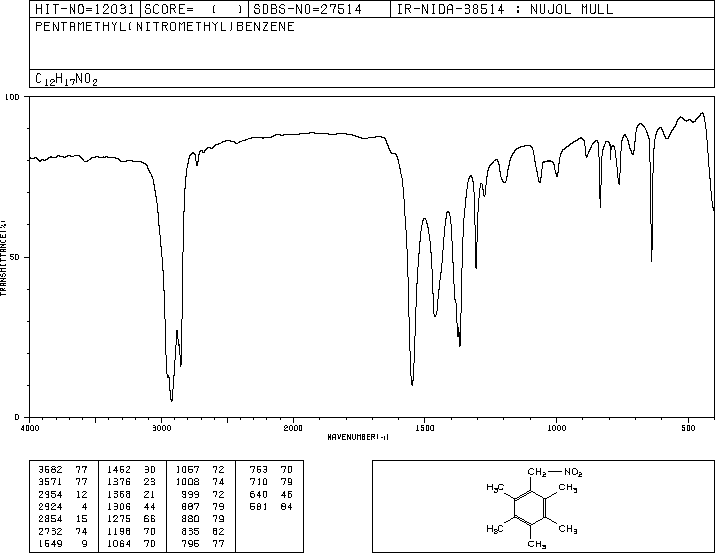 HIT-NO=12031 SCORE= ( ) SDBS-NO=27514 IR-NIDA-38514 : NUJOL MULL
PENTAMETHYL(NITROMETHYL)BENZENE
C12H17NO2
100
50
0
TRANSMITTANCE(%)
4000 3000 2000 1500 1000 500
WAVENUMBER(-1)
3682 77 1462 30 1067 72 763 70
3571 77 1376 23 1008 74 710 79
2954 12 1368 21 999 72 640 46
2924 4 1306 44 887 79 581 84
2854 15 1275 66 880 79
2732 74 1198 70 835 62
1549 9 1064 70 795 77
CH2 NO2
H3C CH3
H3C CH3
CH3